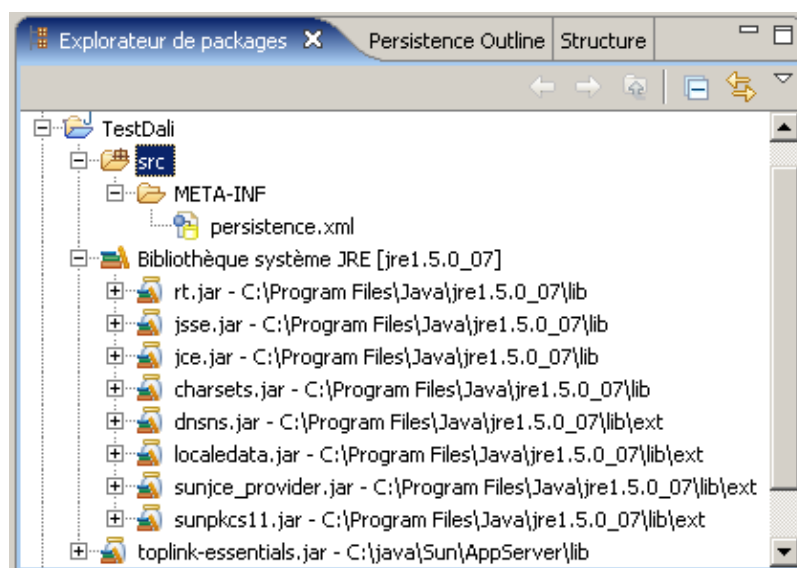 Explorateur de packages Persistence Outline Structure
TestDali
src
META-INF
persistence.xml
Bibliothèque système JRE [jre1.5.0_07]
rt.jar - C:\Program Files\Java\jre1.5.0_07\lib
jsse.jar - C:\Program Files\Java\jre1.5.0_07\lib
jce.jar - C:\Program Files\Java\jre1.5.0_07\lib
charsets.jar - C:\Program Files\Java\jre1.5.0_07\lib
dnsns.jar - C:\Program Files\Java\jre1.5.0_07\lib\ext
localedata.jar - C:\Program Files\Java\jre1.5.0_07\lib\ext
sunjce_provider.jar - C:\Program Files\Java\jre1.5.0_07\lib\ext
sunpkcs11.jar - C:\Program Files\Java\jre1.5.0_07\lib\ext
toplink-essentials.jar - C:\java\Sun\AppServer\lib